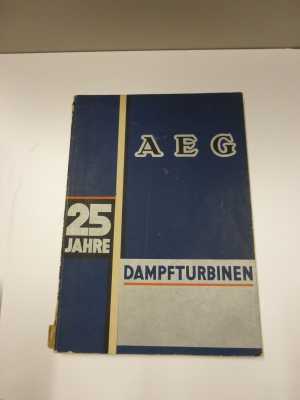 AEG
25
JAHRE
DAMPFTURBINEN